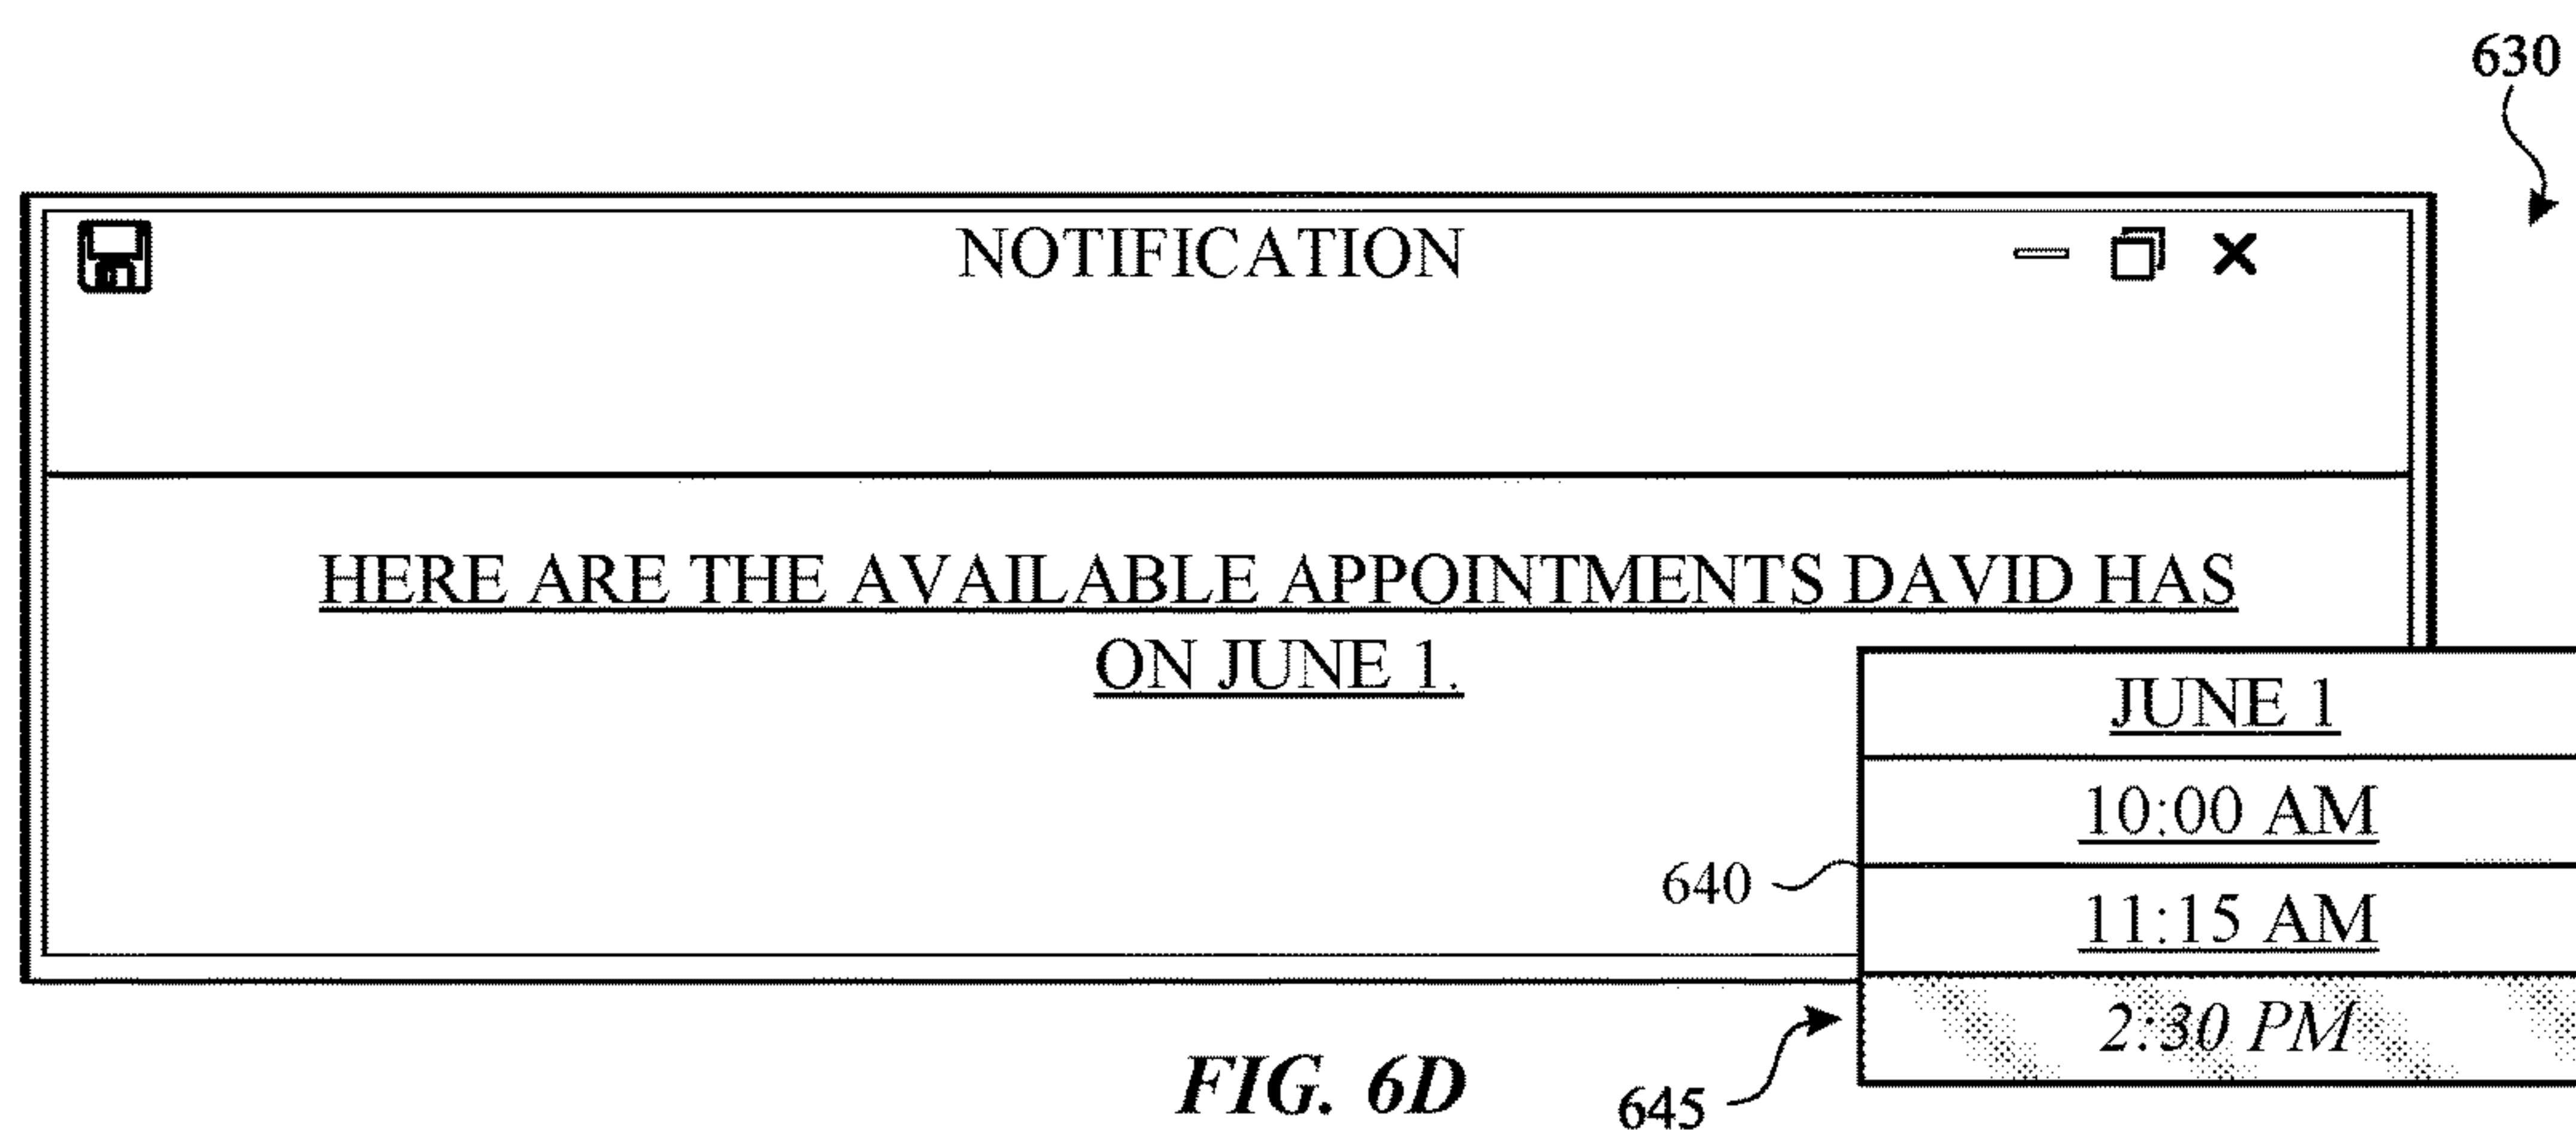 630
NOTIFICATION
HERE ARE THE AVAILABLE APPOINTMENTS DAVID HAS
ON JUNE 1.
JUNE 1
10:00 AM
640
11:15 AM
2:30 PM
645
FIG. 6D